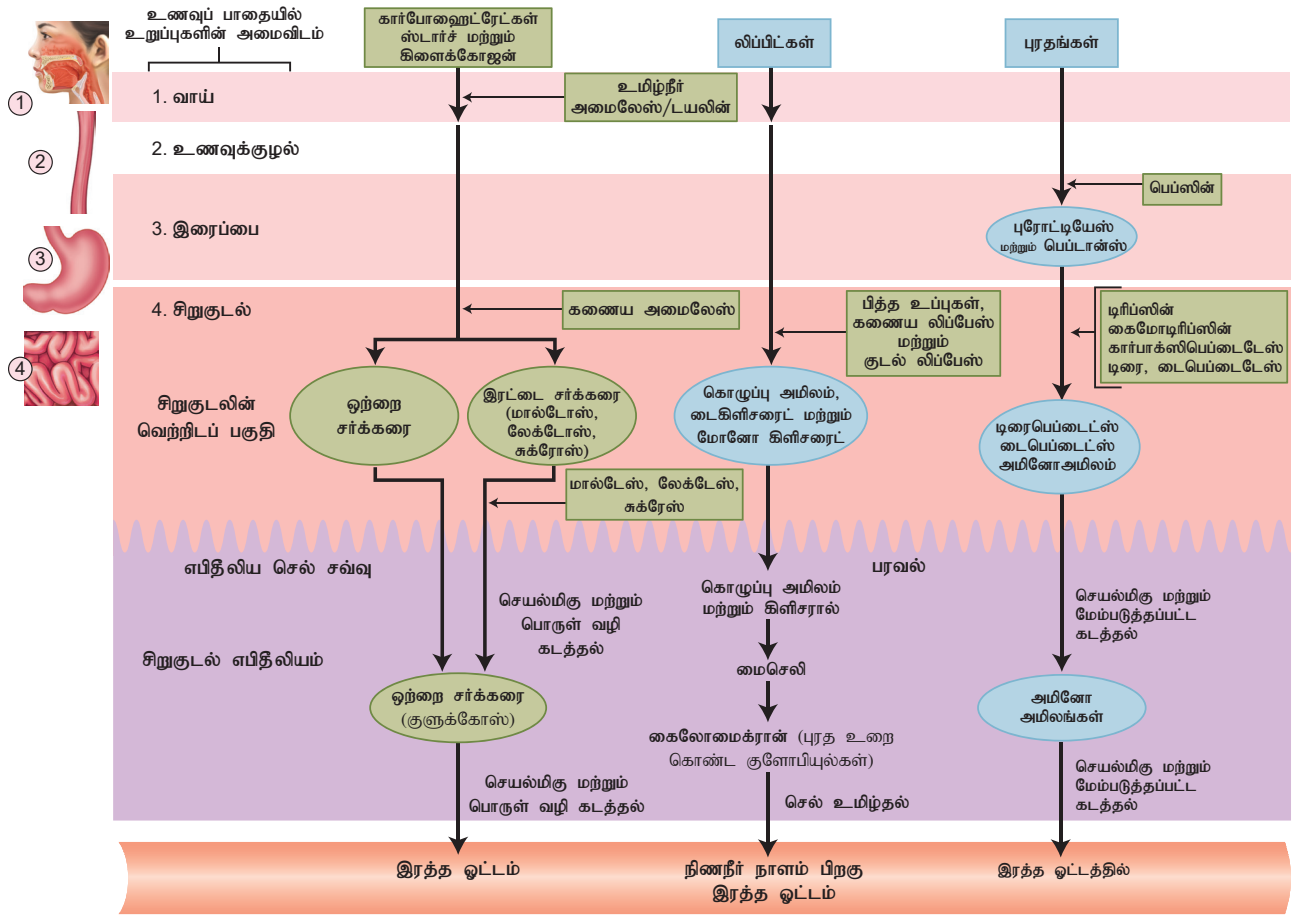 உணவுப் பாதையில்
உறுப்புகளின் அமைவிடம்
கார்போஹைட்ரேட்கள்
ஸ்டார்ச் மற்றும்
கிளைக்கோஜன்
லிப்பிட்கள்
புரதங்கள்
1
1. வாய்
உமிழ்நீர்
அமைலேஸ்/டயலின்
2
2. உணவுக்குழல்
பெப்ஸின்
3
3. இரைப்பை
புரோட்டியேஸ்
மற்றும் பெப்டான்ஸ்
4
4. சிறுகுடல்
கணைய அமைலேஸ்
பித்த உப்புகள்,
கணைய லிப்பேஸ்
மற்றும்
குடல் லிப்பேஸ்
டிரிப்ஸின்
கைமோடிரிப்ஸின்
கார்பாக்ஸிபெப்டைடேஸ்
டிரை, டைபெப்டைடேஸ்
சிறுகுடலின்
வெற்றிடப் பகுதி
ஒற்றை
சர்க்கரை
இரட்டை சர்க்கரை
(மால்டோஸ்,
லேக்டோஸ்,
சுக்ரோஸ்)
கொழுப்பு அமிலம்,
டைகிளிசரைட் மற்றும்
மோனோ கிளிசரைட்
டிரைபெப்டைட்ஸ்
டைபெப்டைட்ஸ்
அமினோஅமிலம்
மால்டேஸ், லேக்டேஸ்,
சுக்ரேஸ்
எபிதீலிய செல் சவ்வு
பரவல்
செயல்மிகு மற்றும்
பொருள் வழி
கடத்தல்
கொழுப்பு அமிலம்
மற்றும் கிளிசரால்
செயல்மிகு மற்றும்
மேம்படுத்தப்பட்ட
கடத்தல்
சிறுகுடல் எபிதீலியம்
மைசெலி
ஒற்றை சர்க்கரை
(குளுக்கோஸ்)
அமினோ
அமிலங்கள்
கைலோமைக்ரான் (புரத உறை
கொண்ட குளோபியுல்கள்)
செயல்மிகு மற்றும்
பொருள் வழி கடத்தல்
செல் உமிழ்தல்
செயல்மிகு மற்றும்
மேம்படுத்தப்பட்ட
கடத்தல்
இரத்த ஓட்டம்
நிணநீர் நாளம் பிறகு
இரத்த ஓட்டம்
இரத்த ஓட்டத்தில்